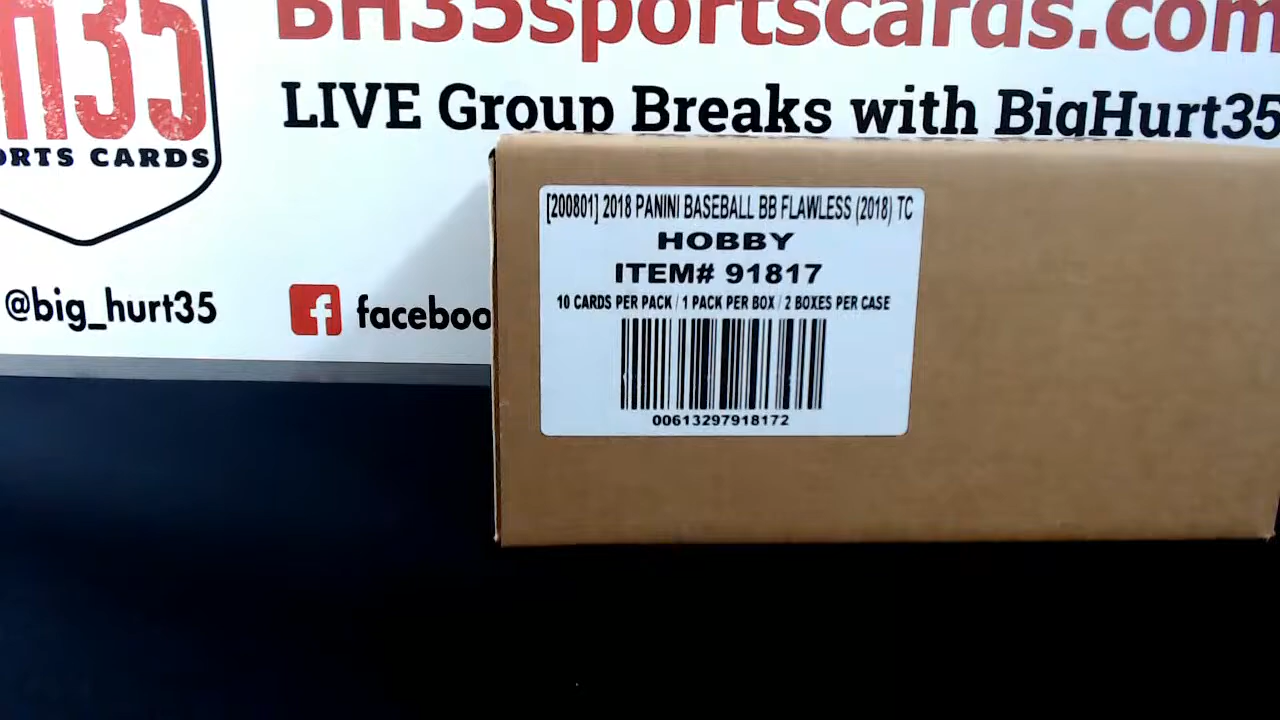 BH35sportscards.com
LIVE Group Breaks with BigHurt35
35
CARDS
@big_hurt35
f faceboo
[200801] 2018 PANINI BASEBALL BB FLAWLESS (2018) TC
HOBBY
ITEM# 91817
10 CARDS PER PACK / 1 PACK PER BOX / 2 BOXES PER CASE
00613297918172